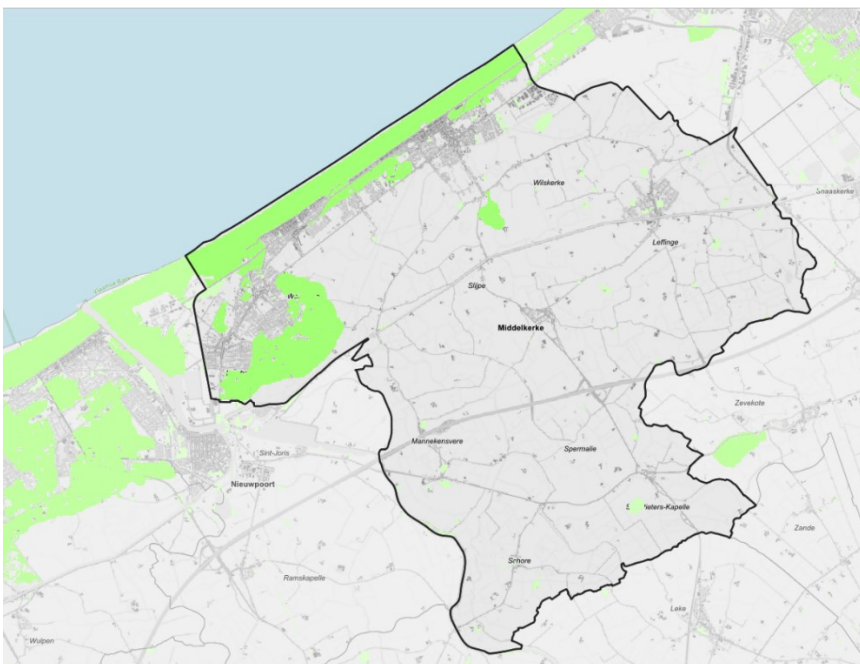 Snaaskerke
Wilskerke
Leffinge
Slijpe
Middelkerke
Zevekote
Mannekensvere
Sint-Joris
Spermalie
Nieuwpoort
Zande
Ramskapelle
Schore
Leke
Wulpen